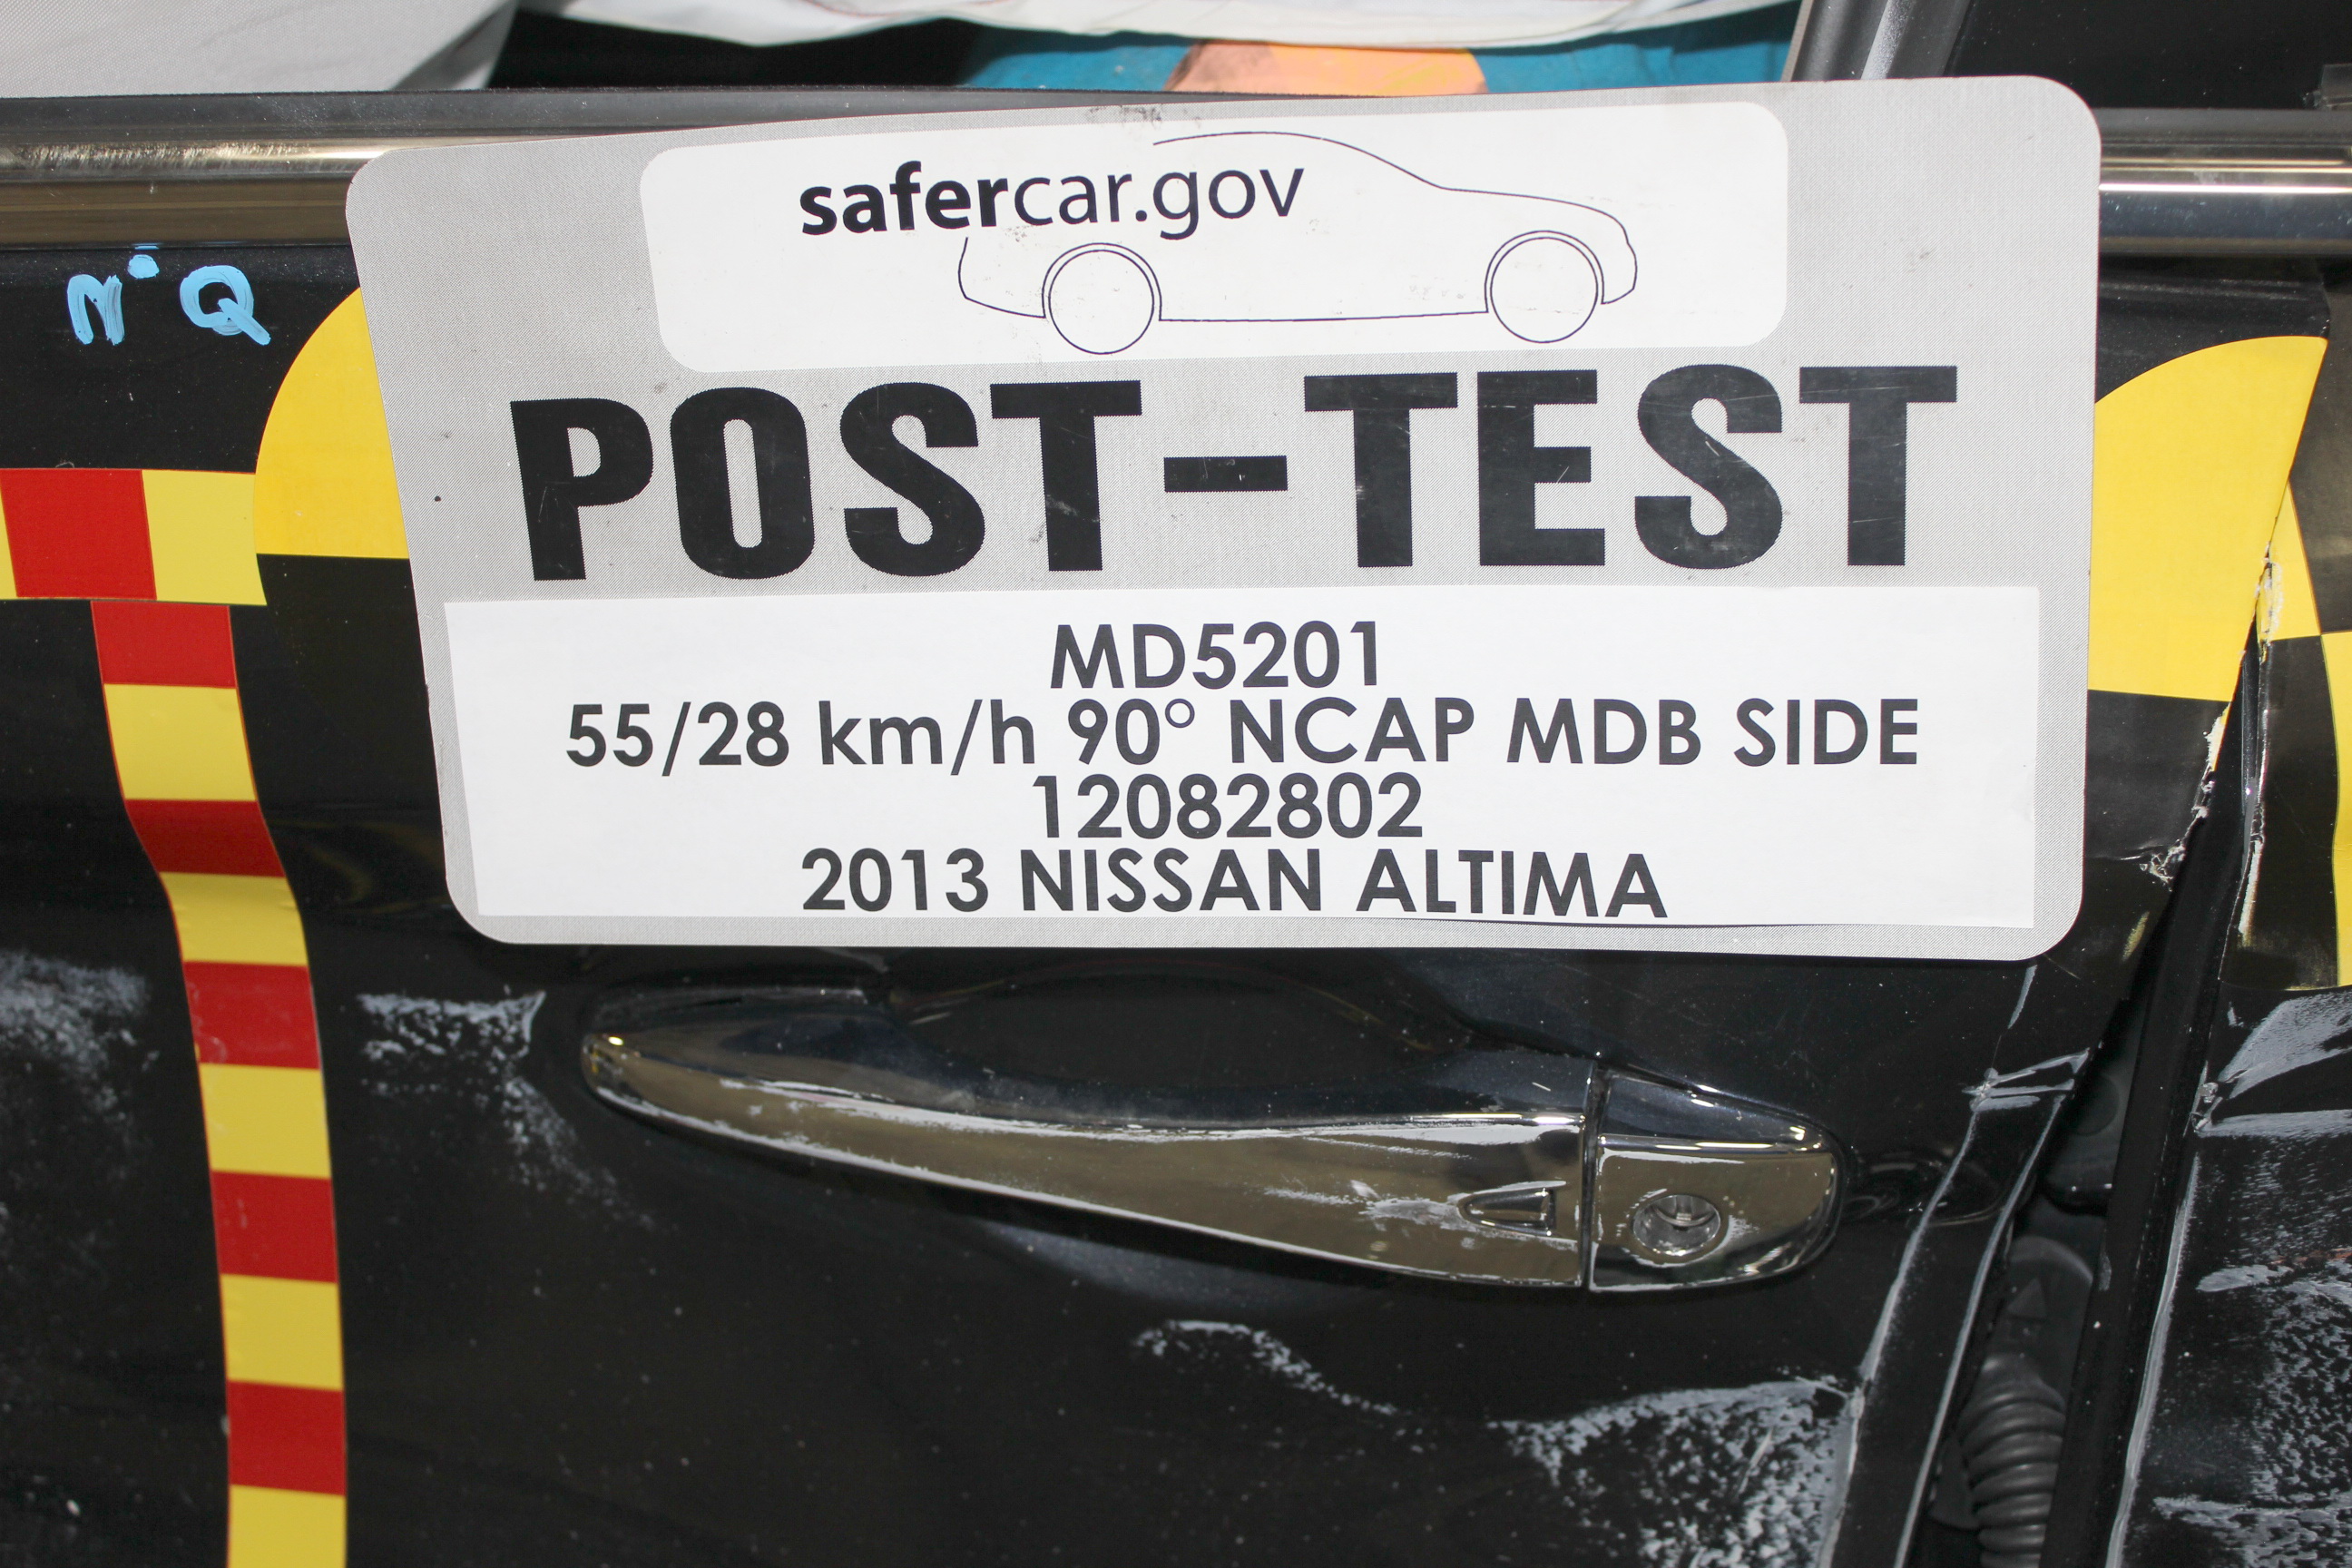 safercar.gov
POST-TEST
MD5201
55/28 km/h 90° NCAP MDB SIDE
12082802
2013 NISSAN ALTIMA